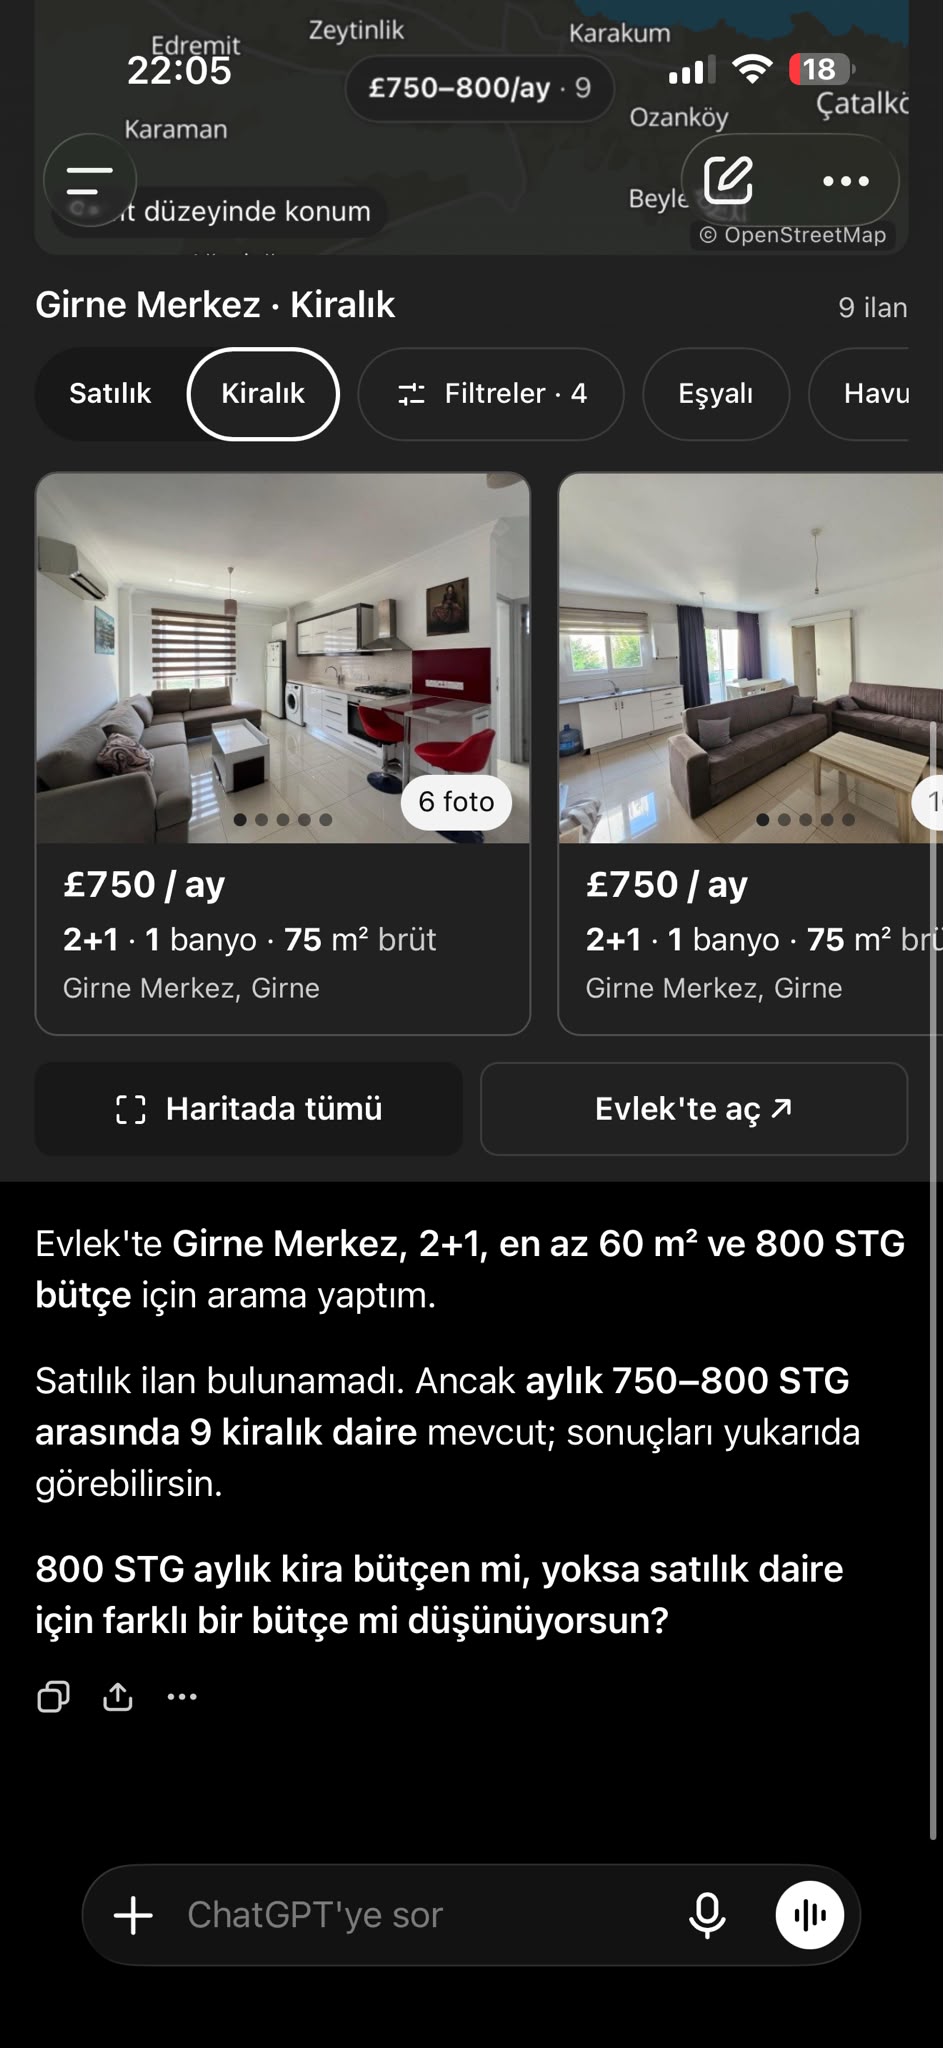 Zeytinlik
Karakum
Edremit
22:05
£750–800/ay · 9
18
Çatalkö
Ozanköy
Karaman
Beyle
t düzeyinde konum
© OpenStreetMap
Girne Merkez · Kiralık
9 ilan
Satılık
Kiralık
Filtreler · 4
Eşyalı
Havu
6 foto
1
£750 / ay
2+1 · 1 banyo · 75 m² brüt
Girne Merkez, Girne
£750 / ay
2+1 · 1 banyo · 75 m² brü
Girne Merkez, Girne
Haritada tümü
Evlek'te aç ↗
Evlek'te Girne Merkez, 2+1, en az 60 m² ve 800 STG
bütçe için arama yaptım.
Satılık ilan bulunamadı. Ancak aylık 750–800 STG
arasında 9 kiralık daire mevcut; sonuçları yukarıda
görebilirsin.
800 STG aylık kira bütçen mi, yoksa satılık daire
için farklı bir bütçe mi düşünüyorsun?
ChatGPT'ye sor